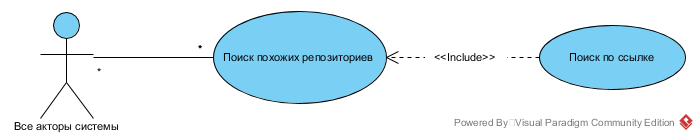 *
Поиск похожих репозиториев
<<Include>>
Поиск по ссылке
*
Все акторы системы
Powered By Visual Paradigm Community Edition